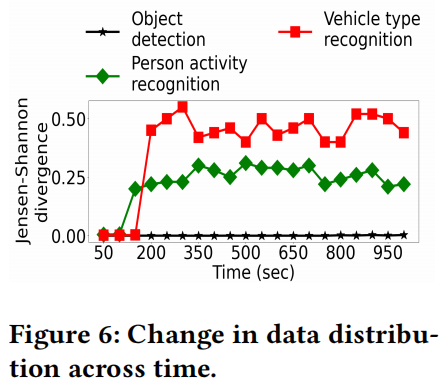 Object
detection
Vehicle type
recognition
Person activity
recognition
Jensen-Shannon
divergence
0.50
0.25
0.00
50 200 350 500 650 800 950
Time (sec)
Figure 6: Change in data distribu-
tion across time.